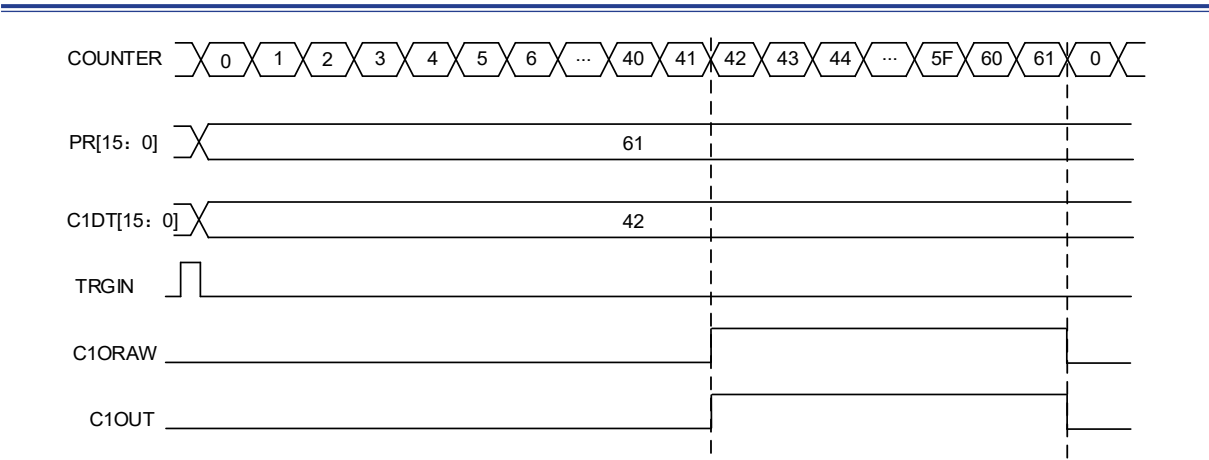 COUNTER 0 1 2 3 4 5 6 ... 40 41 42 43 44 ... 5F 60 61 0
PR[15：0] 61
C1DT[15：0] 42
TRGIN
C1ORAW
C1OUT